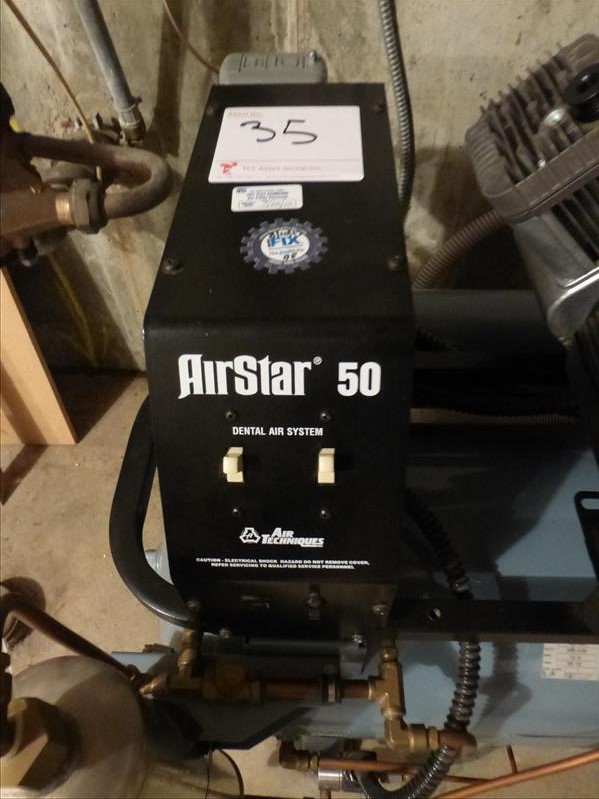 35
FIX
AirStar® 50
DENTAL AIR SYSTEM
AIR
TECHNIQUES
CAUTION - ELECTRICAL SHOCK HAZARD DO NOT REMOVE COVER,
REFER SERVICING TO QUALIFIED SERVICE PERSONNEL